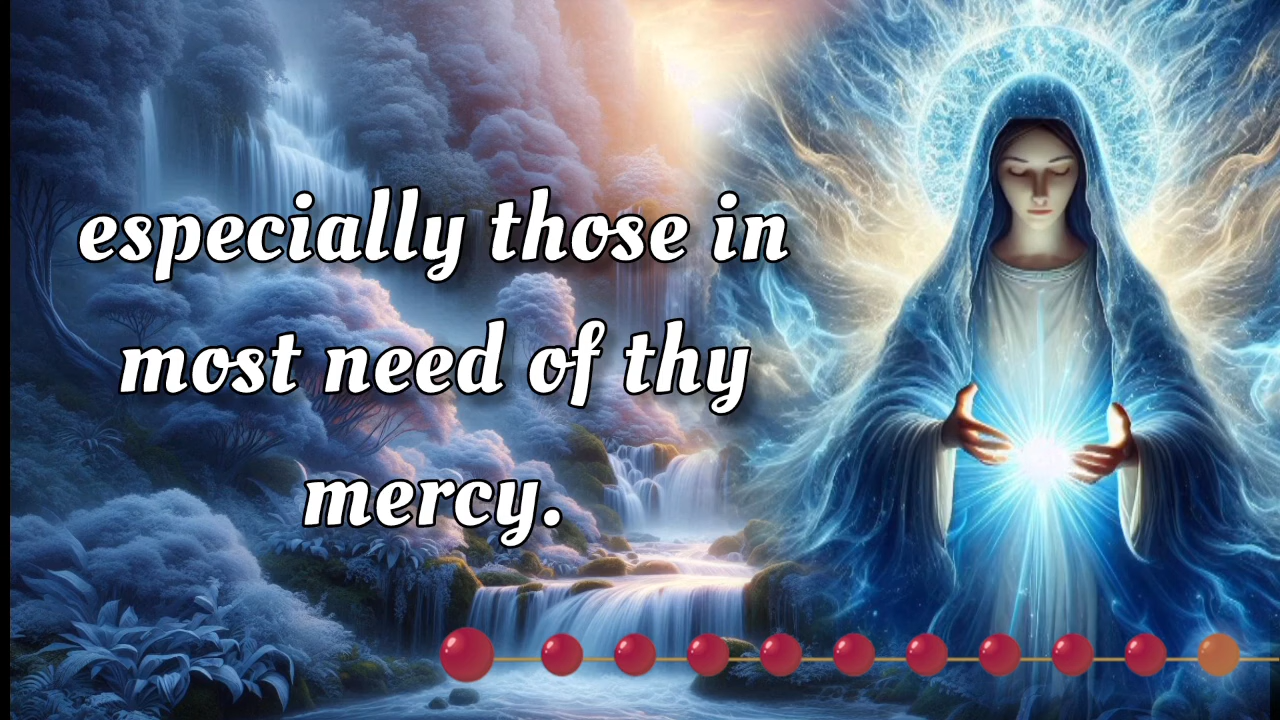 especially those in
most need of thy
mercy.